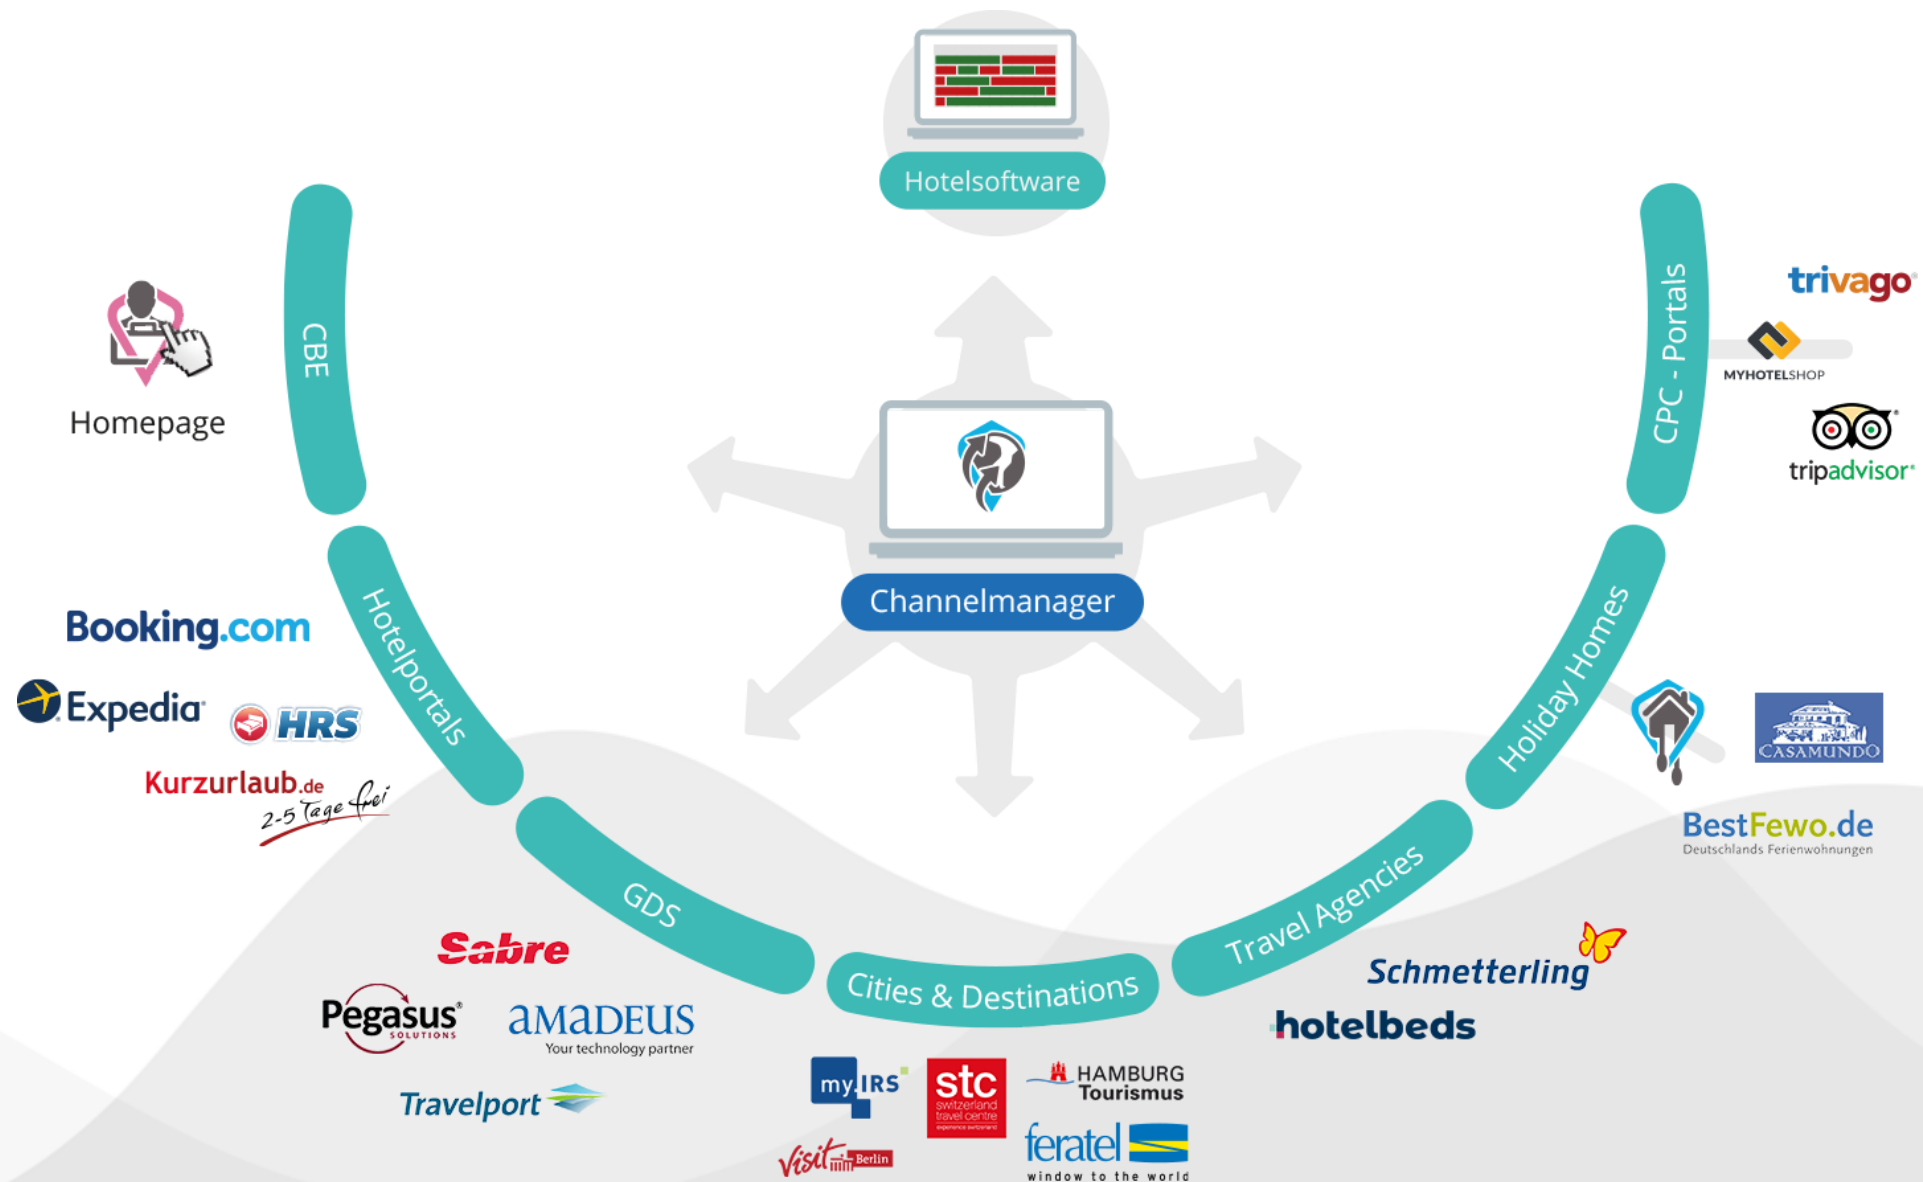 Hotelsoftware
Channelmanager
CBE
Homepage
Hotelportals
Booking.com
Expedia
HRS
Kurzurlaub.de
2-5 Tage frei
GDS
Sabre
Pegasus
SOLUTIONS
amadeus
Your technology partner
Travelport
Cities & Destinations
my.IRS
stc
switzerland
travel centre
experience switzerland
HAMBURG
Tourismus
visit Berlin
feratel
window to the world
Travel Agencies
Schmetterling
hotelbeds
Holiday Homes
CASAMUNDO
BestFewo.de
Deutschlands Ferienwohnungen
CPC - Portals
trivago
MYHOTELSHOP
tripadvisor